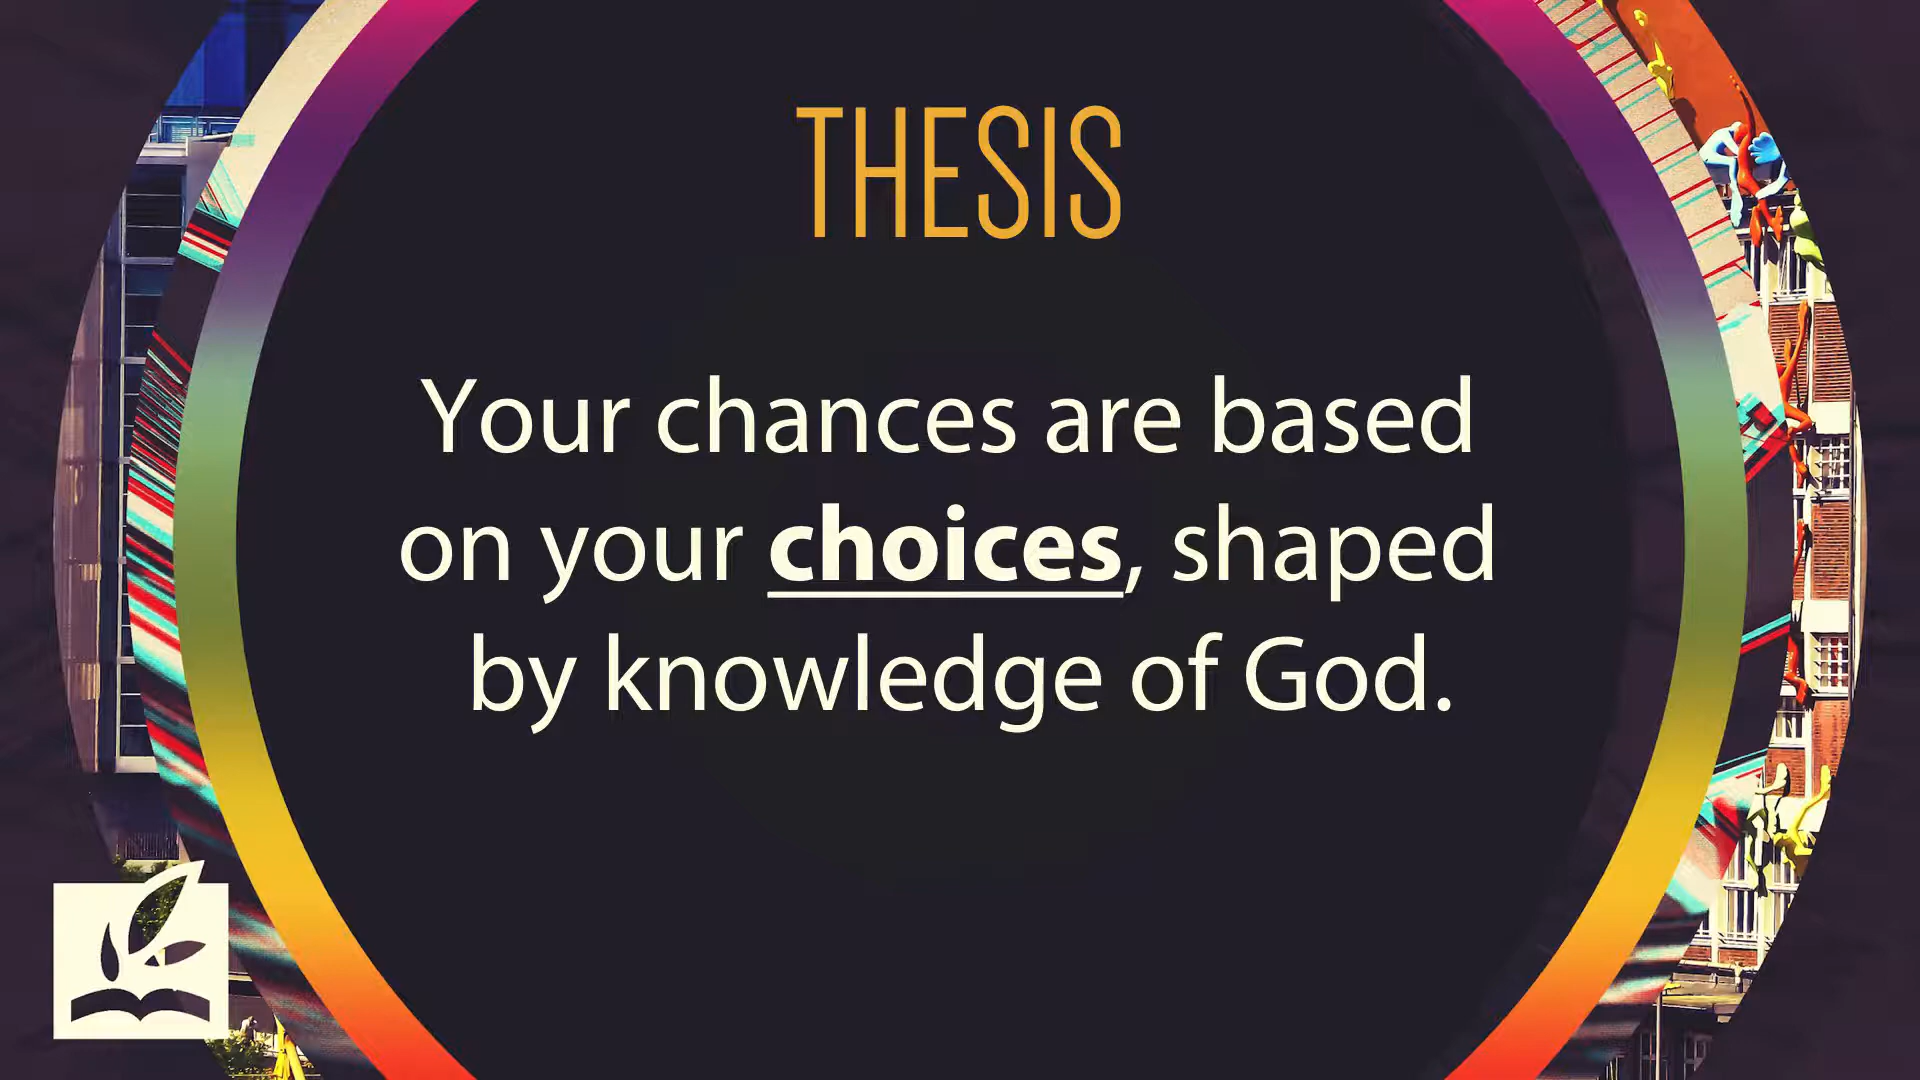 THESIS
Your chances are based
on your choices, shaped
by knowledge of God.